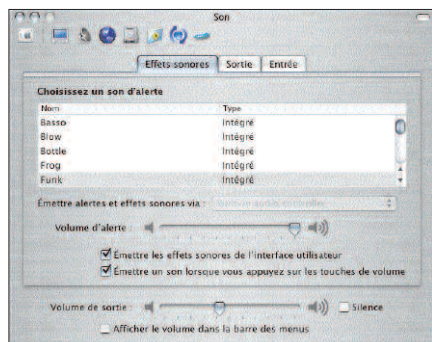 Son
Effets sonores Sortie Entrée
Choisissez un son d'alerte
Nom Type
Basso Intégré
Blow Intégré
Bottle Intégré
Frog Intégré
Funk Intégré
Émettre alertes et effets sonores via :
Volume d'alerte :
Émettre les effets sonores de l'interface utilisateur
Émettre un son lorsque vous appuyez sur les touches de volume
Volume de sortie : Silence
Afficher le volume dans la barre des menus